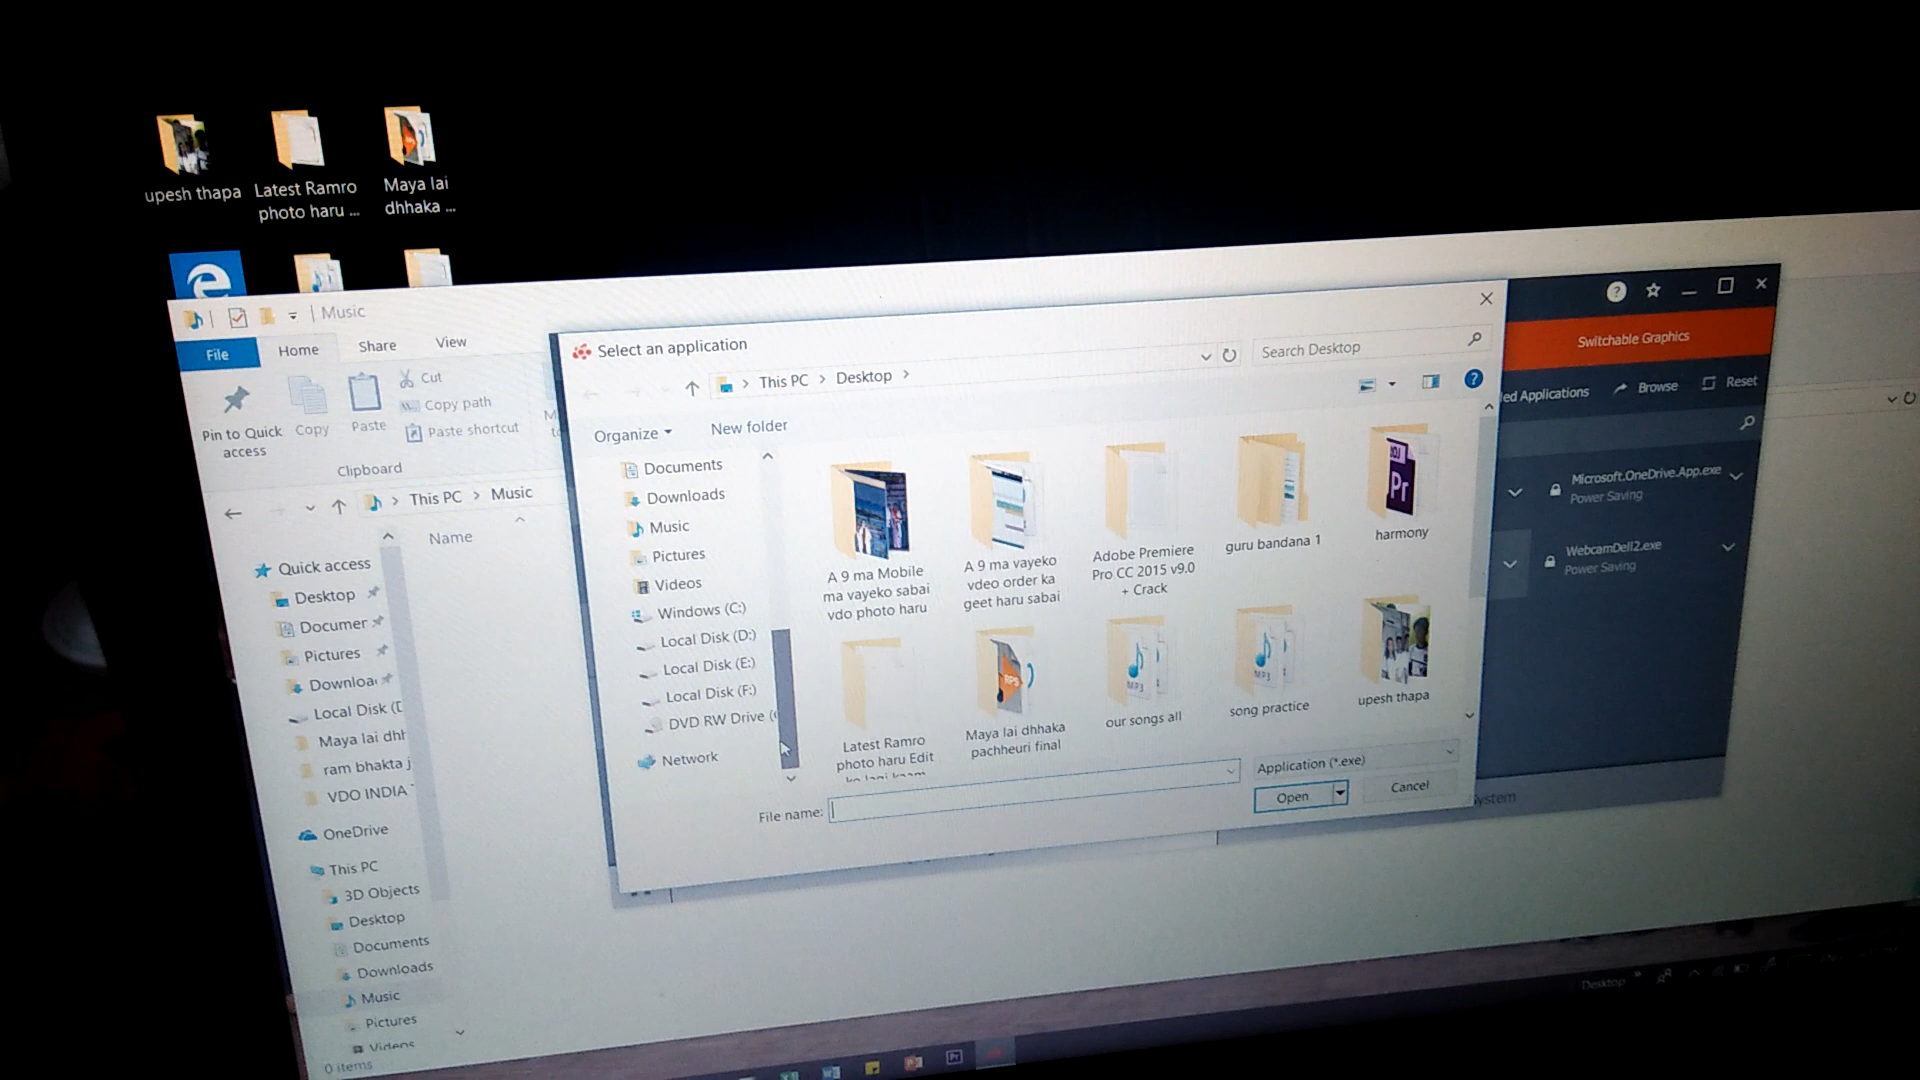 upesh thapa
Latest Ramro
photo haru ...
Maya lai
dhhaka ...
Music
File
Home
Share
View
Pin to Quick
access
Copy
Paste
Cut
Copy path
Paste shortcut
Clipboard
This PC > Music
Name
Quick access
Desktop
Documer
Pictures
Downloa
Local Disk (D
Maya lai dhh
ram bhakta j
VDO INDIA
OneDrive
This PC
3D Objects
Desktop
Documents
Downloads
Music
Pictures
Videos
0 items
Select an application
This PC > Desktop >
Search Desktop
Organize
New folder
Documents
Downloads
Music
Pictures
Videos
Windows (C:)
Local Disk (D:)
Local Disk (E:)
Local Disk (F:)
DVD RW Drive (
Network
A 9 ma Mobile
ma vayeko sabai
vdo photo haru
A 9 ma vayeko
vdeo order ka
geet haru sabai
Adobe Premiere
Pro CC 2015 v9.0
+ Crack
guru bandana 1
Pr
harmony
Latest Ramro
photo haru Edit
Maya lai dhhaka
pachheuri final
MP3
our songs all
MP3
song practice
upesh thapa
File name:
Application (*.exe)
Open
Cancel
Switchable Graphics
led Applications
Browse
Reset
Microsoft.OneDrive.App.exe
Power Saving
WebcamDell2.exe
Power Saving
System
Desktop
Pr